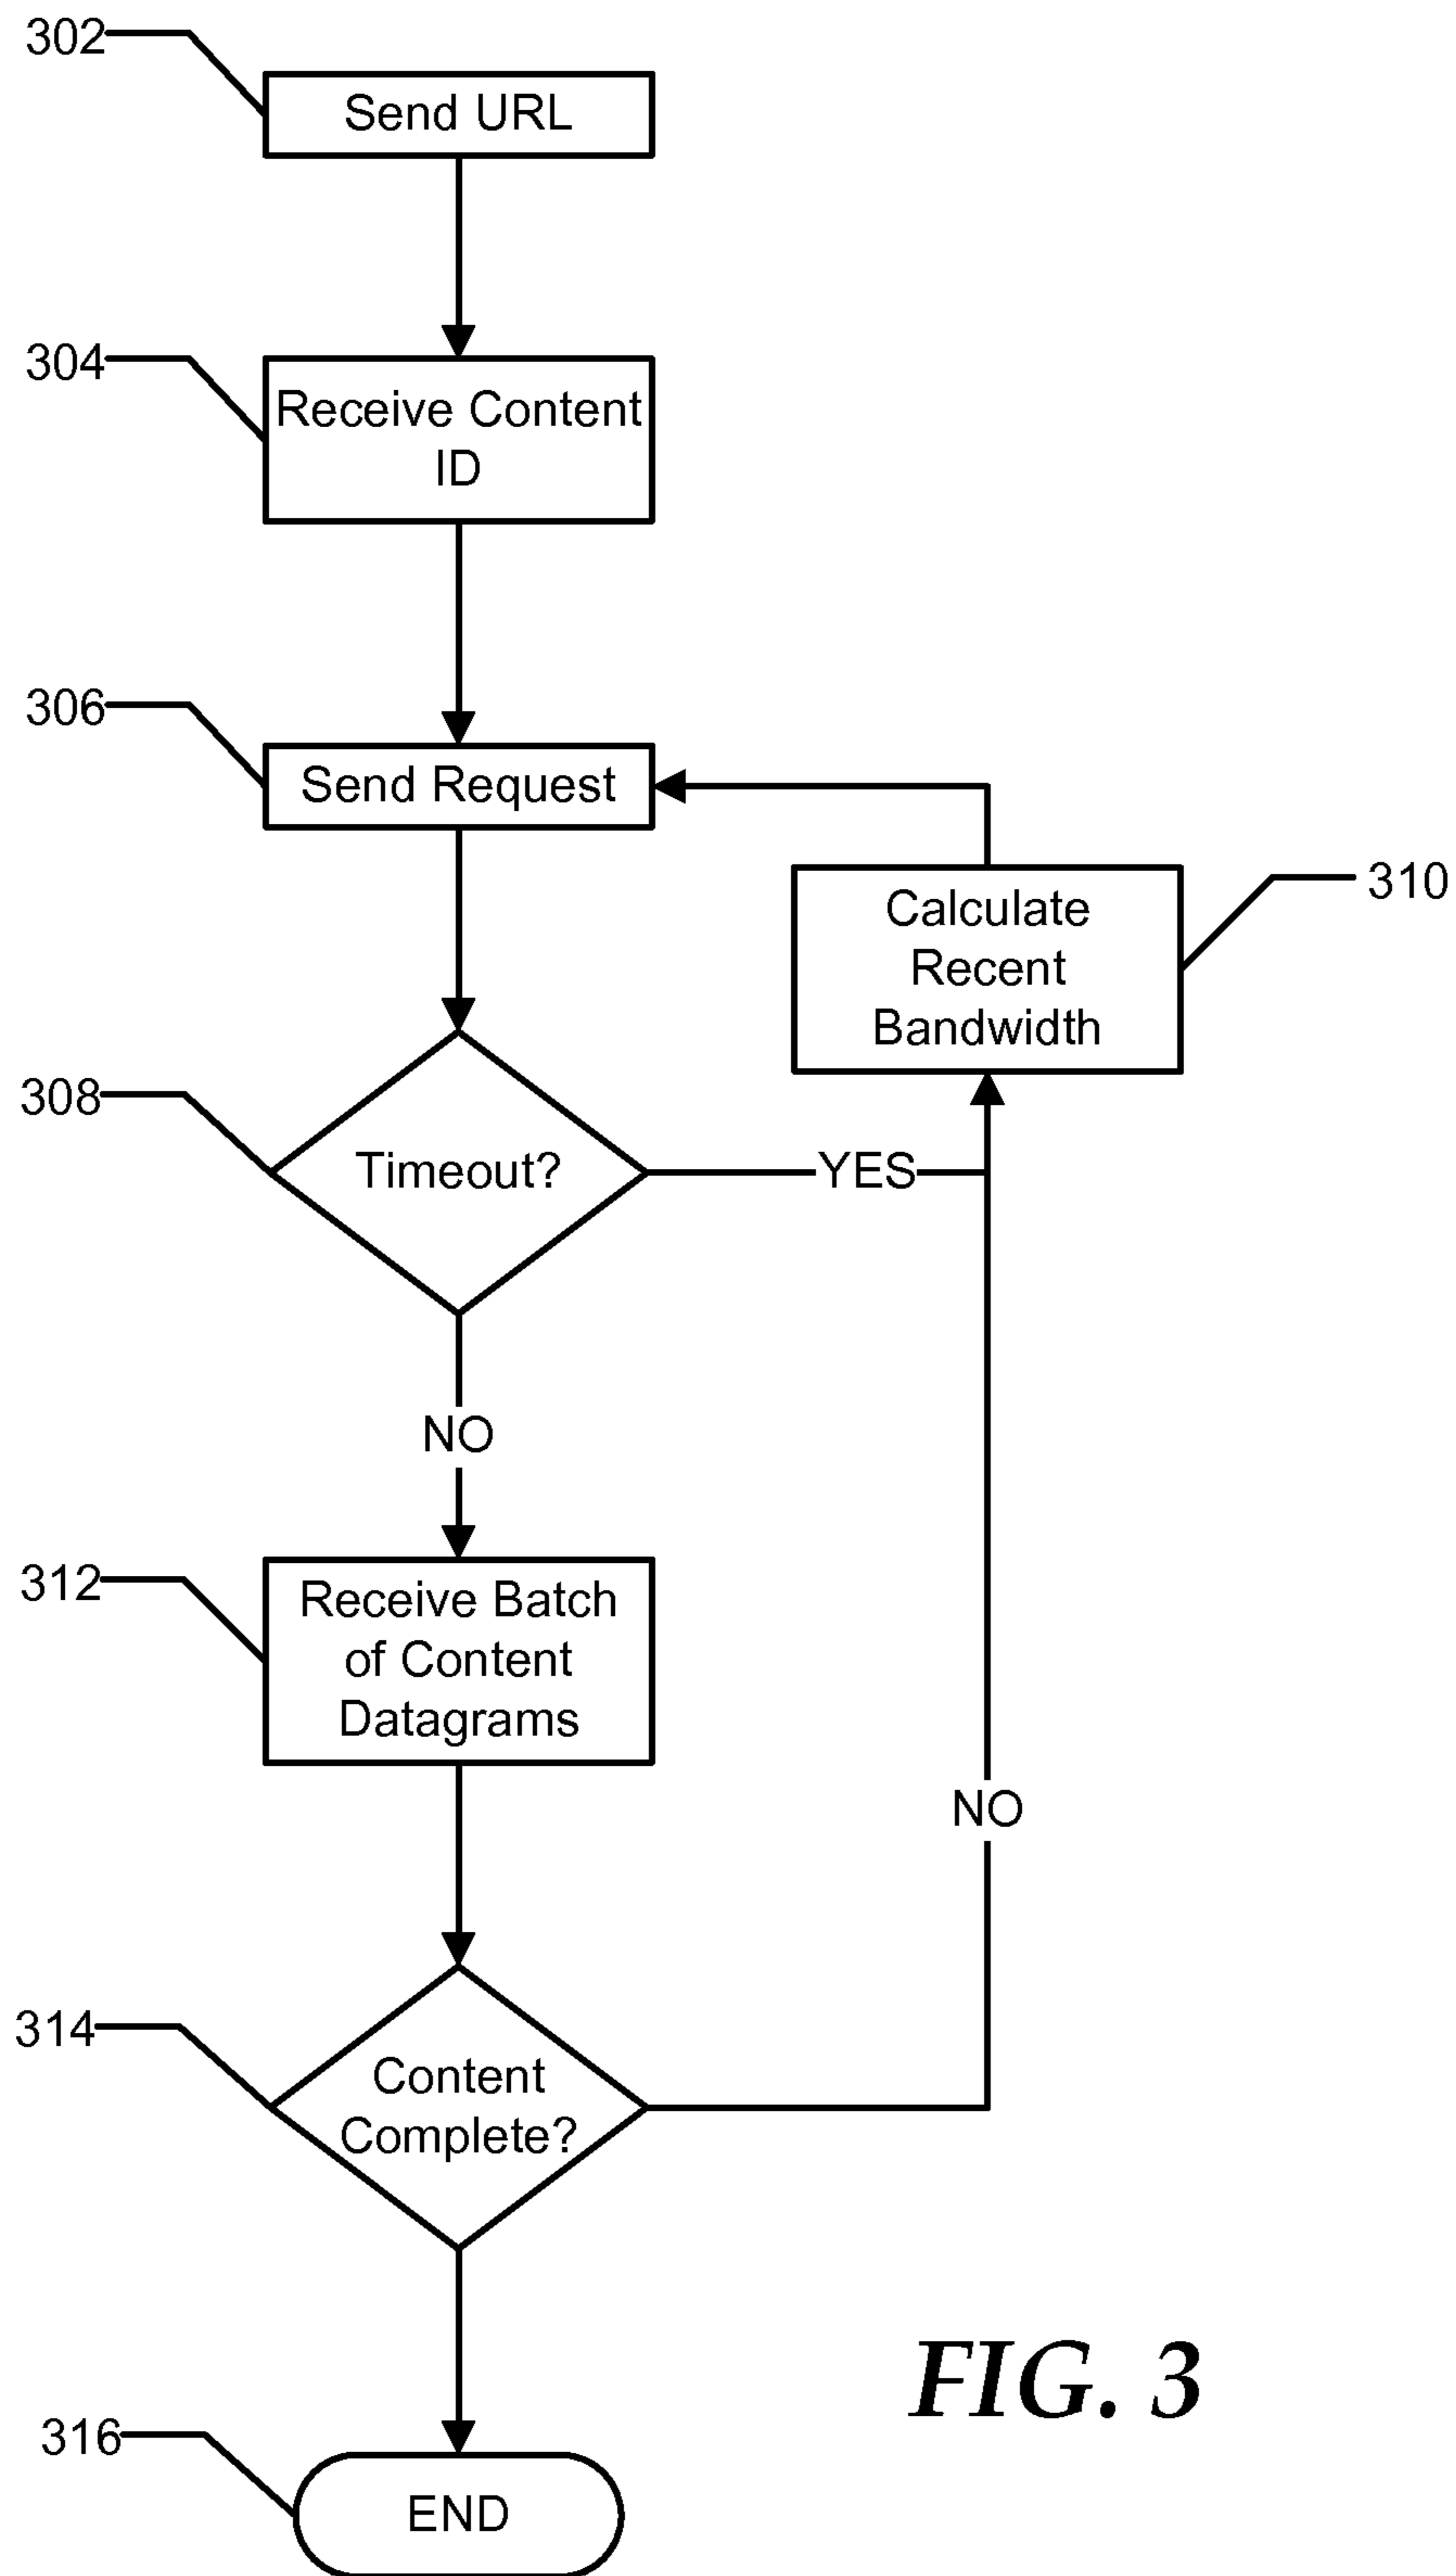 302
Send URL
304
Receive Content
ID
306
Send Request
310
Calculate
Recent
Bandwidth
308
Timeout?
YES
NO
312
Receive Batch
of Content
Datagrams
NO
314
Content
Complete?
FIG. 3
316
END